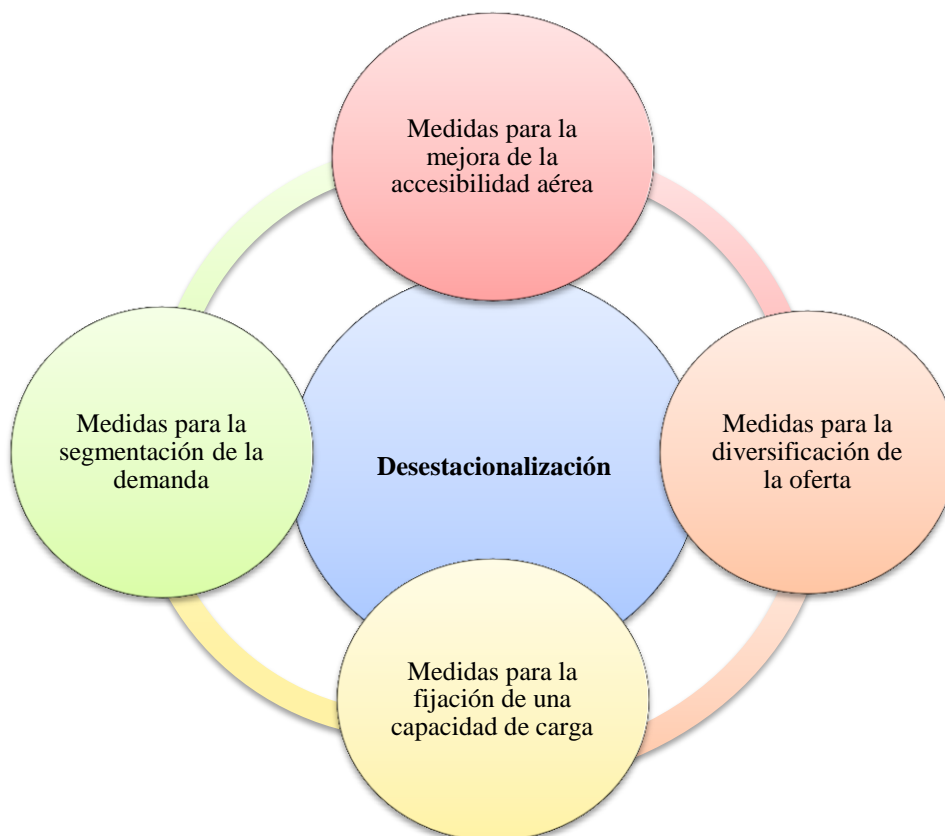 Medidas para la
mejora de la
accesibilidad aérea
Medidas para la
segmentación de la
demanda
Desestacionalización
Medidas para la
diversificación de
la oferta
Medidas para la
fijación de una
capacidad de carga